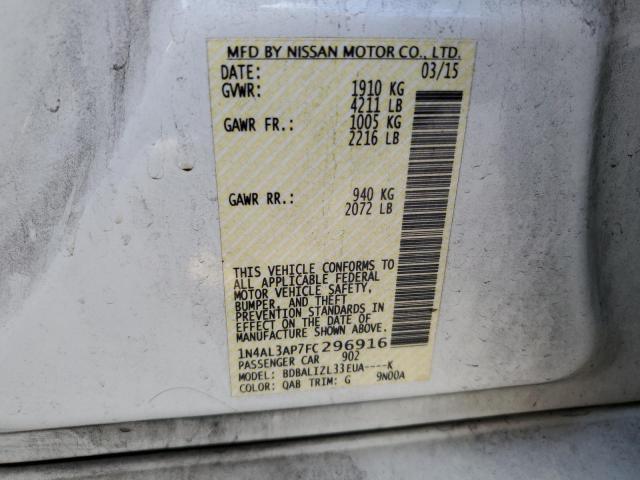 MFD BY NISSAN MOTOR CO., LTD.
DATE: 03/15
GVWR: 1910 KG
4211 LB
GAWR FR.: 1005 KG
2216 LB
GAWR RR.: 940 KG
2072 LB
THIS VEHICLE CONFORMS TO
ALL APPLICABLE FEDERAL
MOTOR VEHICLE SAFETY,
BUMPER, AND THEFT
PREVENTION STANDARDS IN
EFFECT ON THE DATE OF
MANUFACTURE SHOWN ABOVE.
1N4AL3AP7FC296916
PASSENGER CAR 902
MODEL: BDBALIZL33EUA----K
COLOR: QAB TRIM: G 9N00A